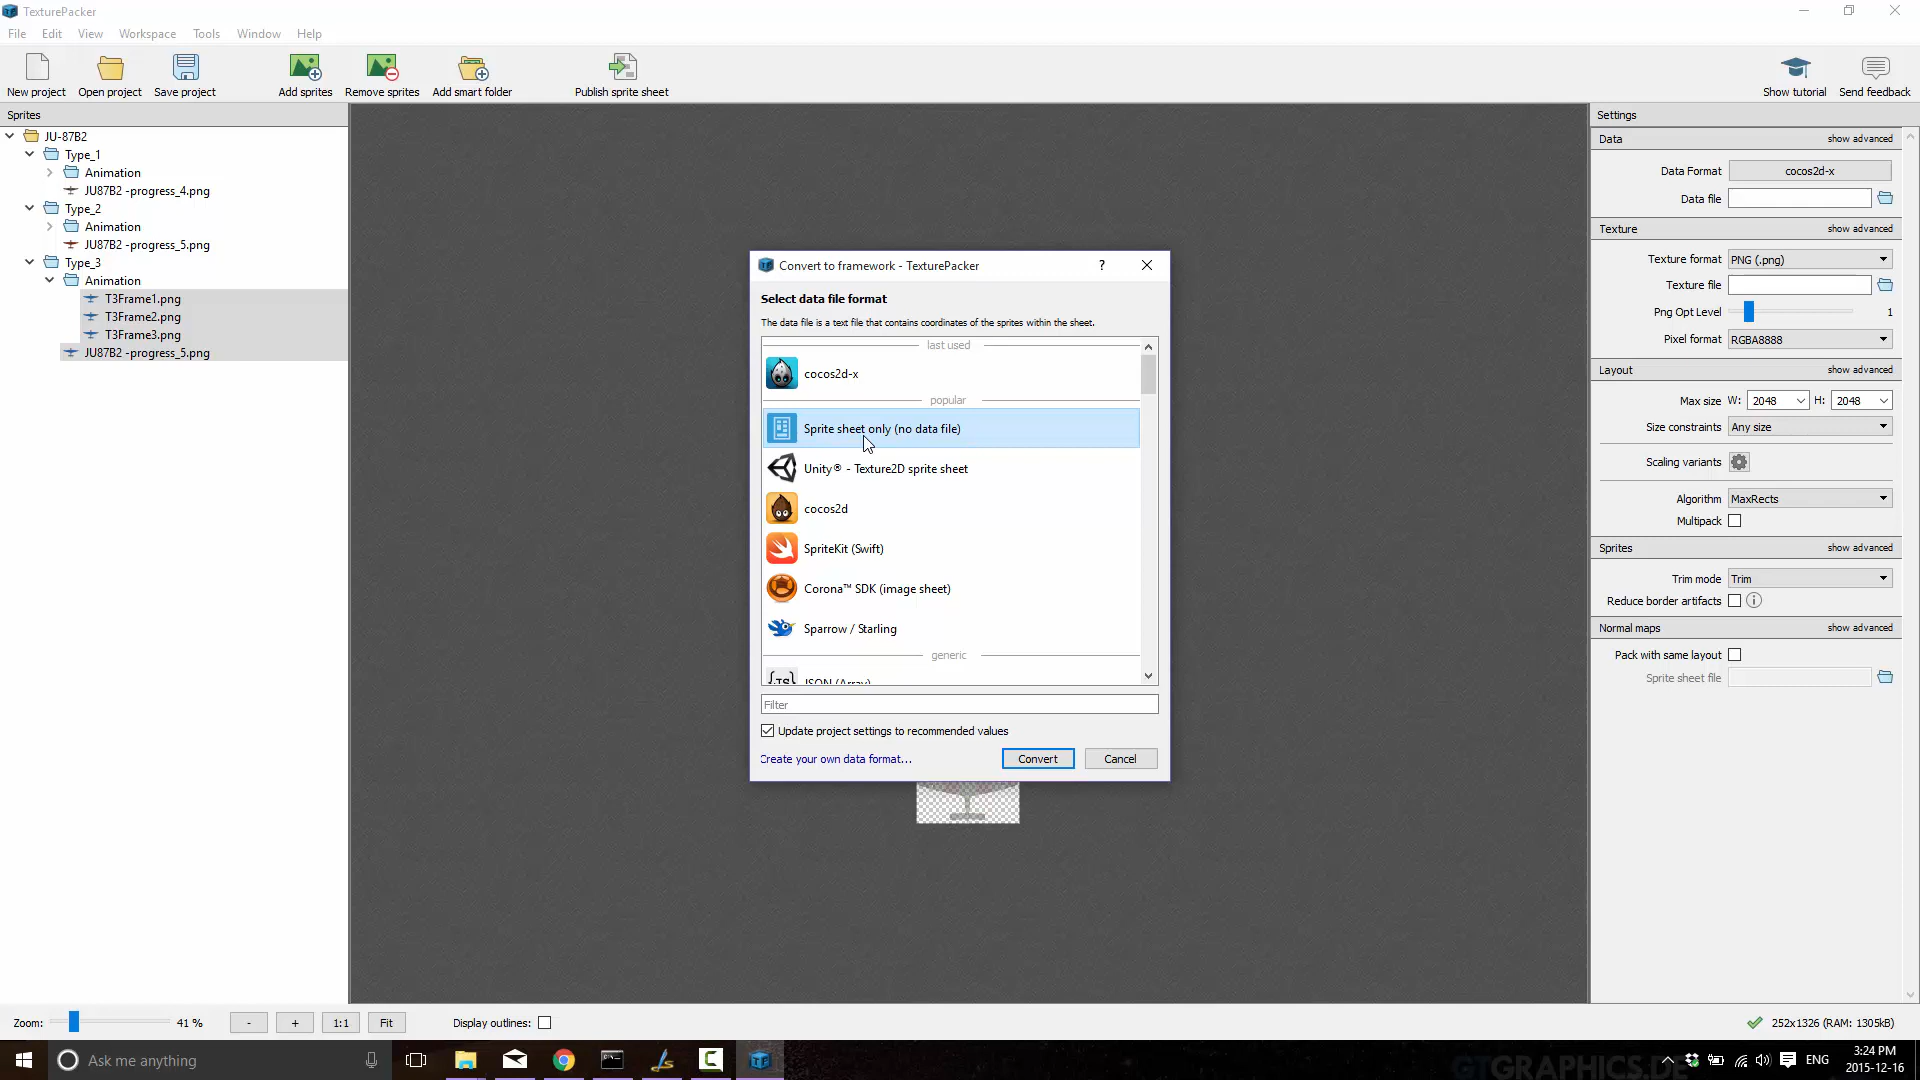 TexturePacker
File Edit View Workspace Tools Window Help
New project Open project Save project Add sprites Remove sprites Add smart folder Publish sprite sheet Show tutorial Send feedback
Sprites
JU-87B2
Type_1
Animation
JU87B2 -progress_4.png
Type_2
Animation
JU87B2 -progress_5.png
Type_3
Animation
T3Frame1.png
T3Frame2.png
T3Frame3.png
JU87B2 -progress_5.png
Convert to framework - TexturePacker
Select data file format
The data file is a text file that contains coordinates of the sprites within the sheet.
last used
cocos2d-x
popular
Sprite sheet only (no data file)
Unity® - Texture2D sprite sheet
cocos2d
SpriteKit (Swift)
Corona™ SDK (image sheet)
Sparrow / Starling
generic
JSON (Array)
Filter
Update project settings to recommended values
Create your own data format...
Convert Cancel
Settings
Data show advanced
Data Format cocos2d-x
Data file
Texture show advanced
Texture format PNG (.png)
Texture file
Png Opt Level 1
Pixel format RGBA8888
Layout show advanced
Max size W: 2048 H: 2048
Size constraints Any size
Scaling variants
Algorithm MaxRects
Multipack
Sprites show advanced
Trim mode Trim
Reduce border artifacts
Normal maps show advanced
Pack with same layout
Sprite sheet file
Zoom: 41 % - + 1:1 Fit Display outlines: 252x1326 (RAM: 1305kB)
Ask me anything
GTGRAPHICS.DE
ENG
3:24 PM
2015-12-16